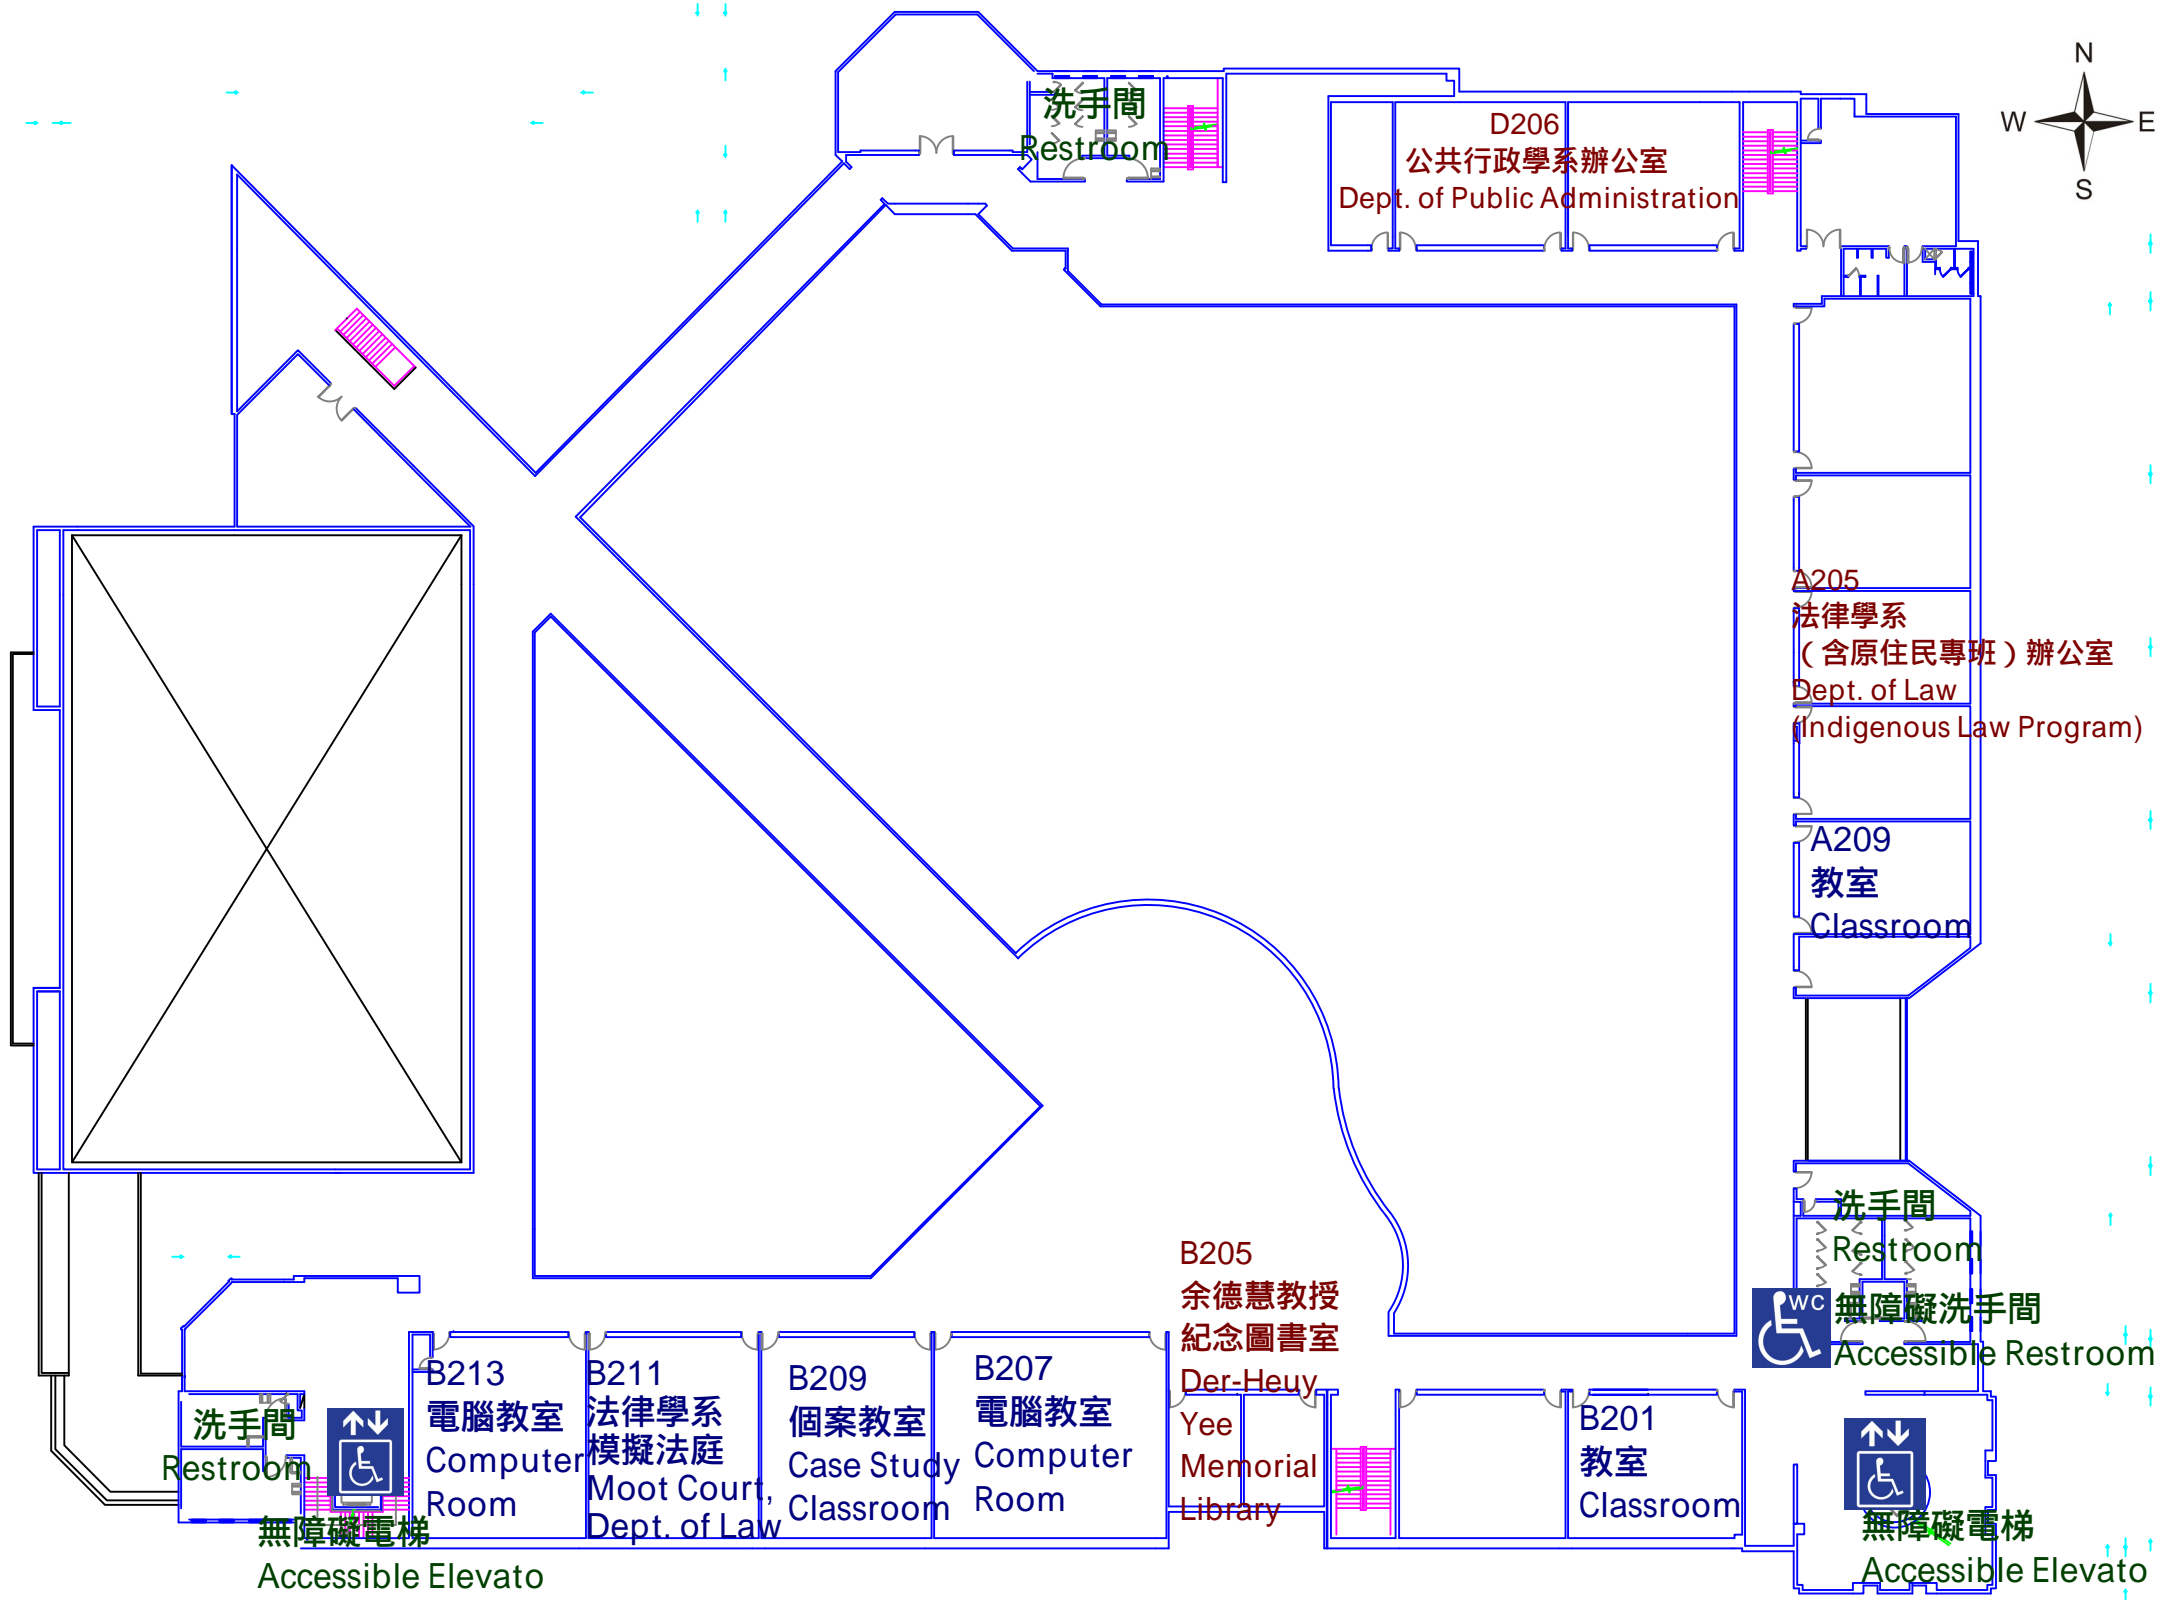 N
W
E
S
洗手間
Restroom
D206
公共行政學系辦公室
Dept. of Public Administration
A205
法律學系
（含原住民專班）辦公室
Dept. of Law
(Indigenous Law Program)
A209
教室
Classroom
洗手間
Restroom
WC
無障礙洗手間
Accessible Restroom
B205
余德慧教授
紀念圖書室
Der-Heuy
Yee
Memorial
Library
B213
電腦教室
Computer
Room
B211
法律學系
模擬法庭
Moot Court,
Dept. of Law
B209
個案教室
Case Study
Classroom
B207
電腦教室
Computer
Room
B201
教室
Classroom
洗手間
Restroom
無障礙電梯
Accessible Elevato
無障礙電梯
Accessible Elevato